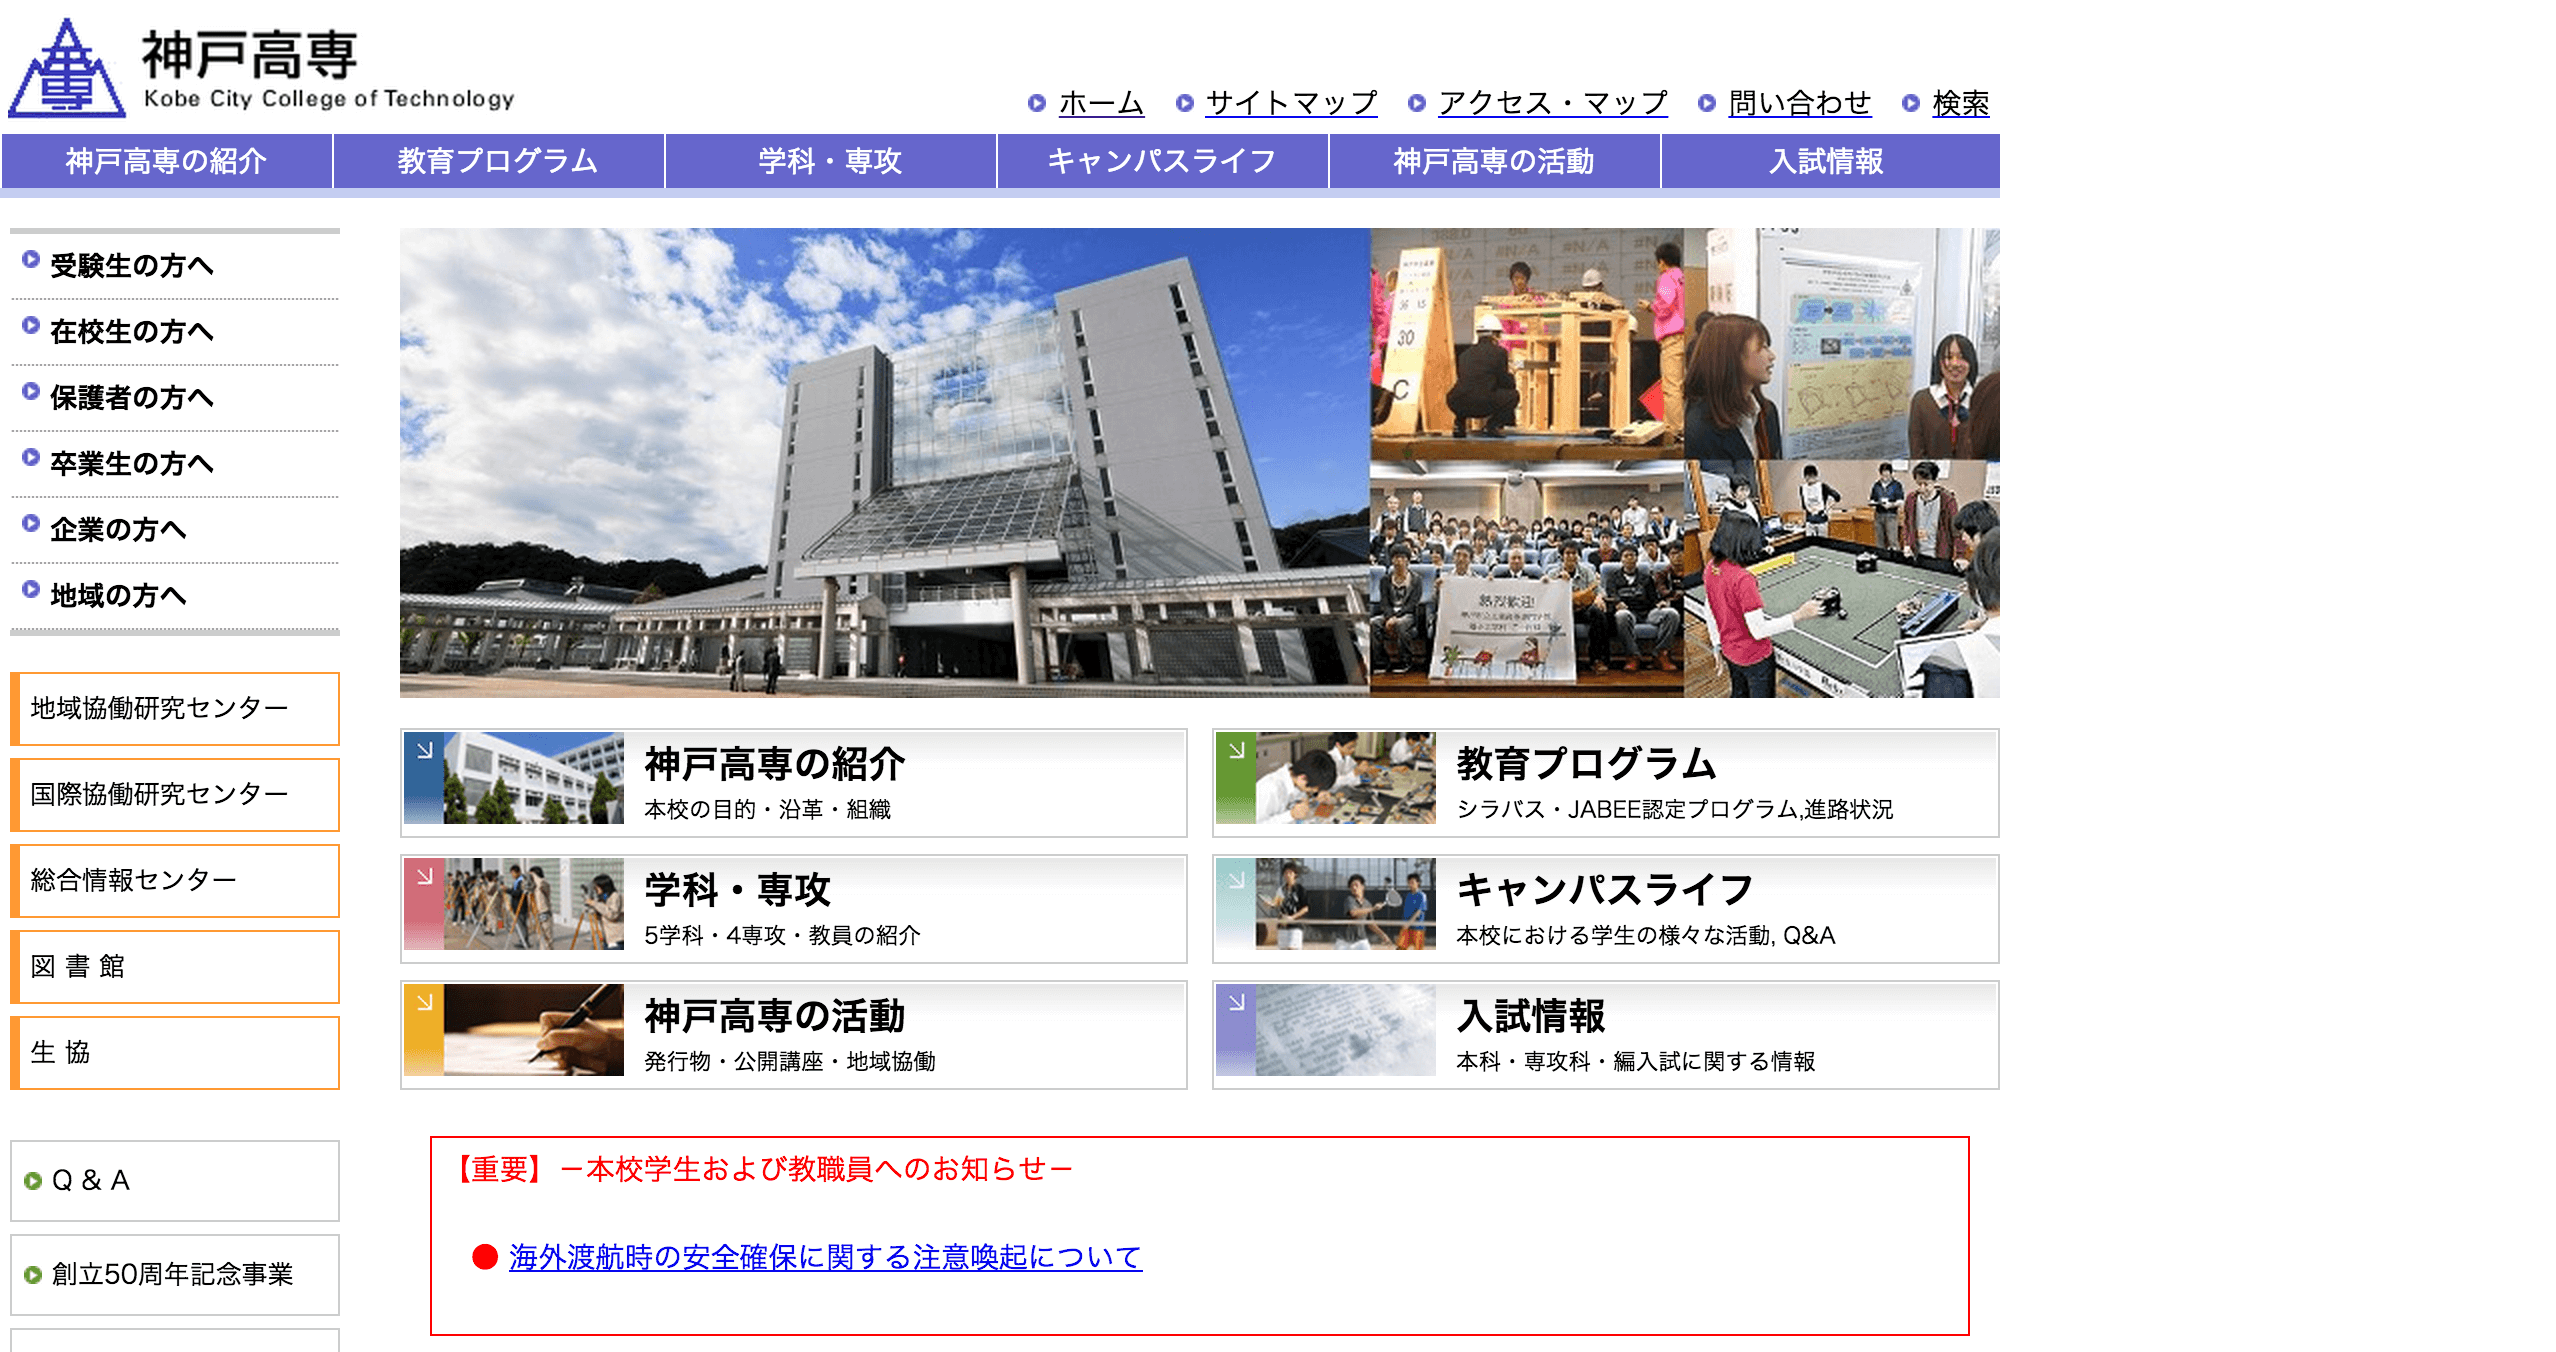 神戸高専
Kobe City College of Technology
ホーム サイトマップ アクセス・マップ 問い合わせ 検索
神戸高専の紹介 教育プログラム 学科・専攻 キャンパスライフ 神戸高専の活動 入試情報
受験生の方へ
在校生の方へ
保護者の方へ
卒業生の方へ
企業の方へ
地域の方へ
地域協働研究センター
国際協働研究センター
総合情報センター
図 書 館
生 協
Q & A
創立50周年記念事業
30
C
熱烈歓迎!
神戸高専の紹介
本校の目的・沿革・組織
教育プログラム
シラバス・JABEE認定プログラム,進路状況
学科・専攻
5学科・4専攻・教員の紹介
キャンパスライフ
本校における学生の様々な活動, Q&A
神戸高専の活動
発行物・公開講座・地域協働
入試情報
本科・専攻科・編入試に関する情報
【重要】－本校学生および教職員へのお知らせ－
海外渡航時の安全確保に関する注意喚起について